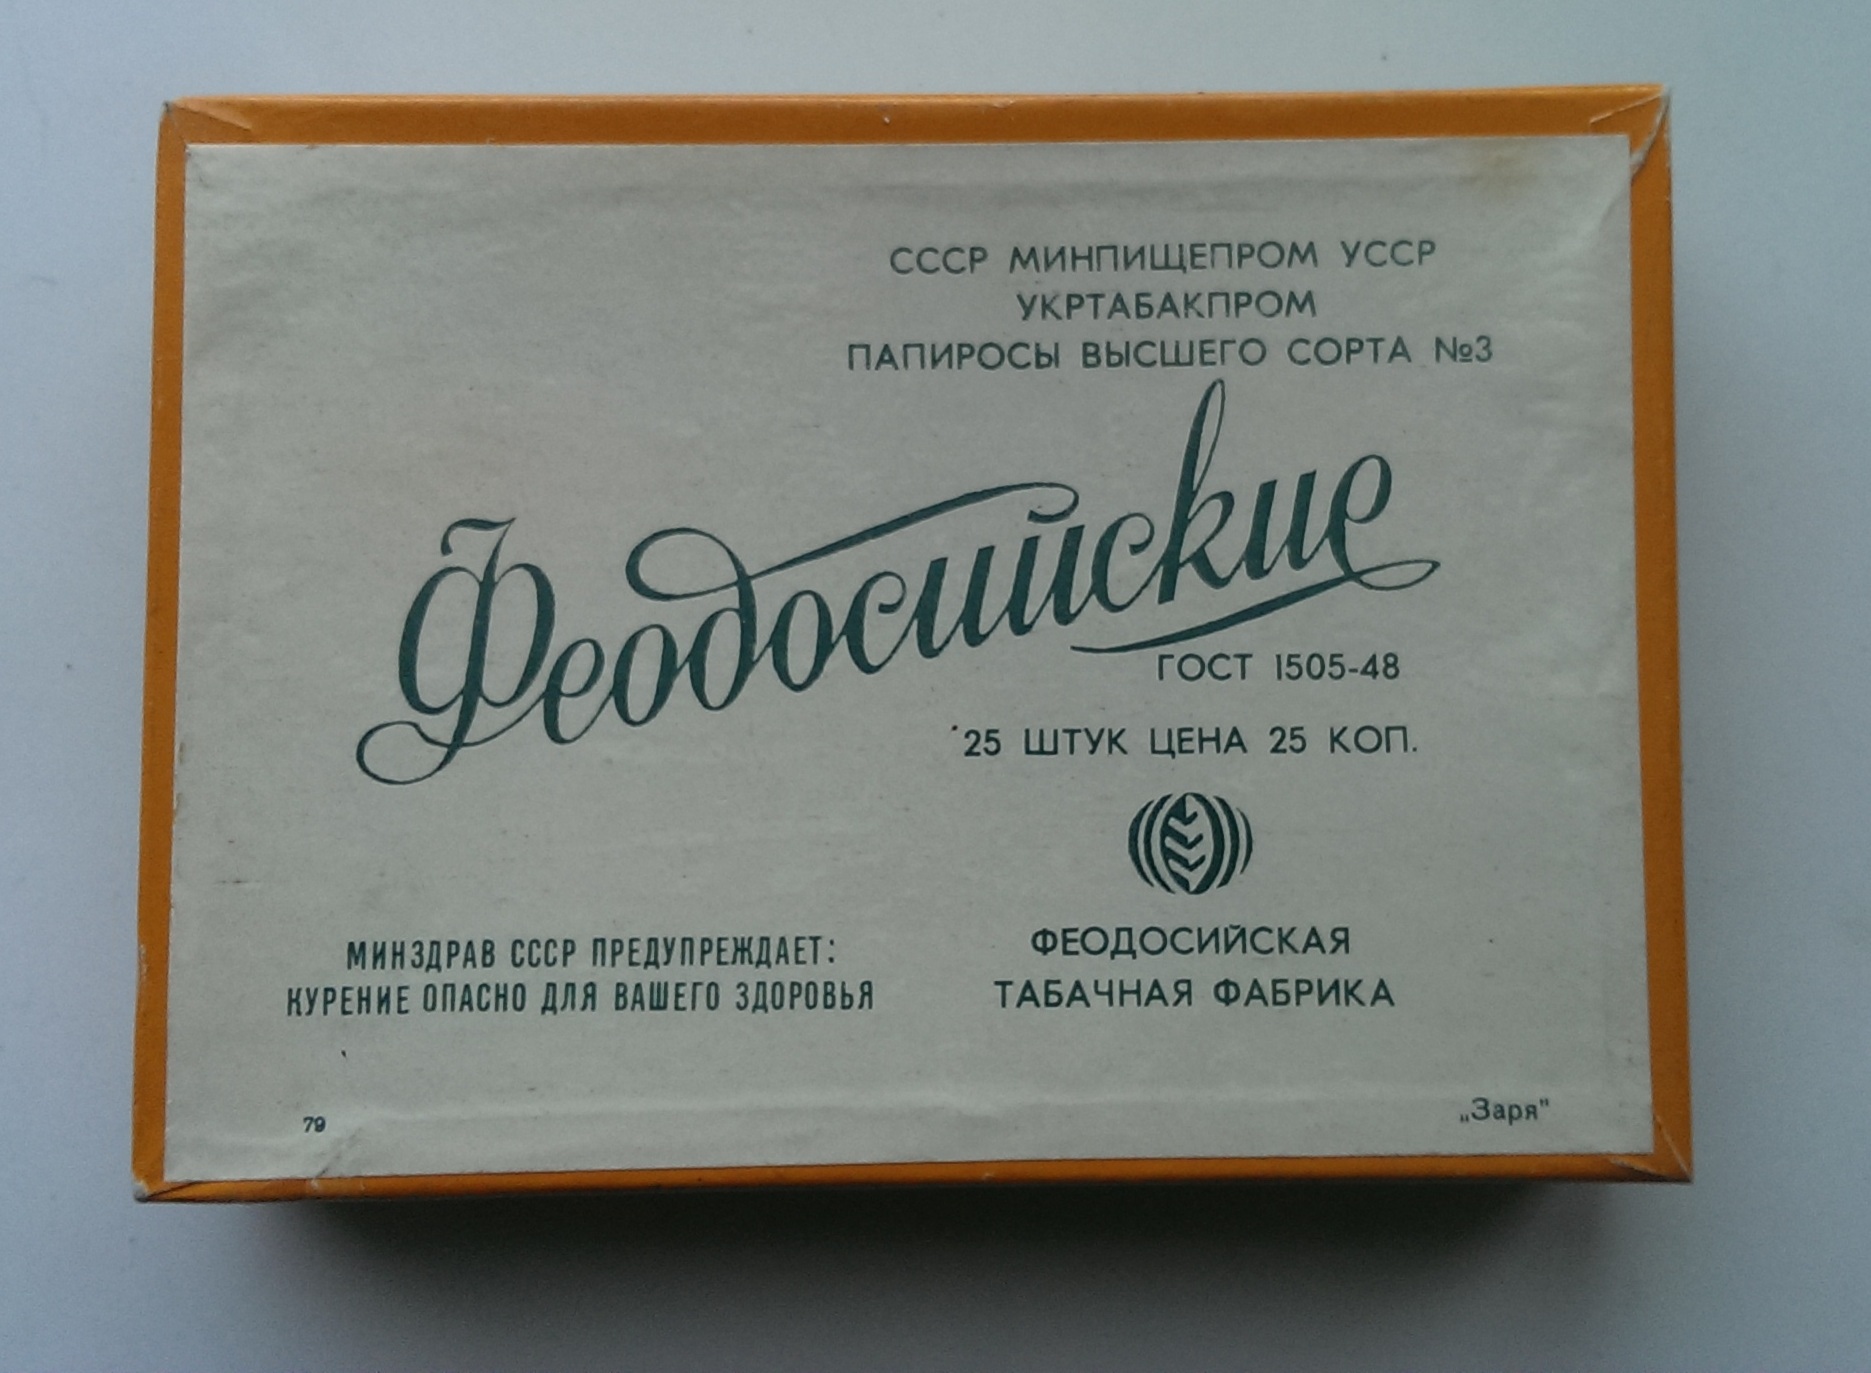 СССР МИНПИЩЕПРОМ УССР
УКРТАБАКПРОМ
ПАПИРОСЫ ВЫСШЕГО СОРТА №3
Феодосийские
ГОСТ 1505-48
25 ШТУК ЦЕНА 25 КОП.
МИНЗДРАВ СССР ПРЕДУПРЕЖДАЕТ:
КУРЕНИЕ ОПАСНО ДЛЯ ВАШЕГО ЗДОРОВЬЯ
ФЕОДОСИЙСКАЯ
ТАБАЧНАЯ ФАБРИКА
79
„Заря"